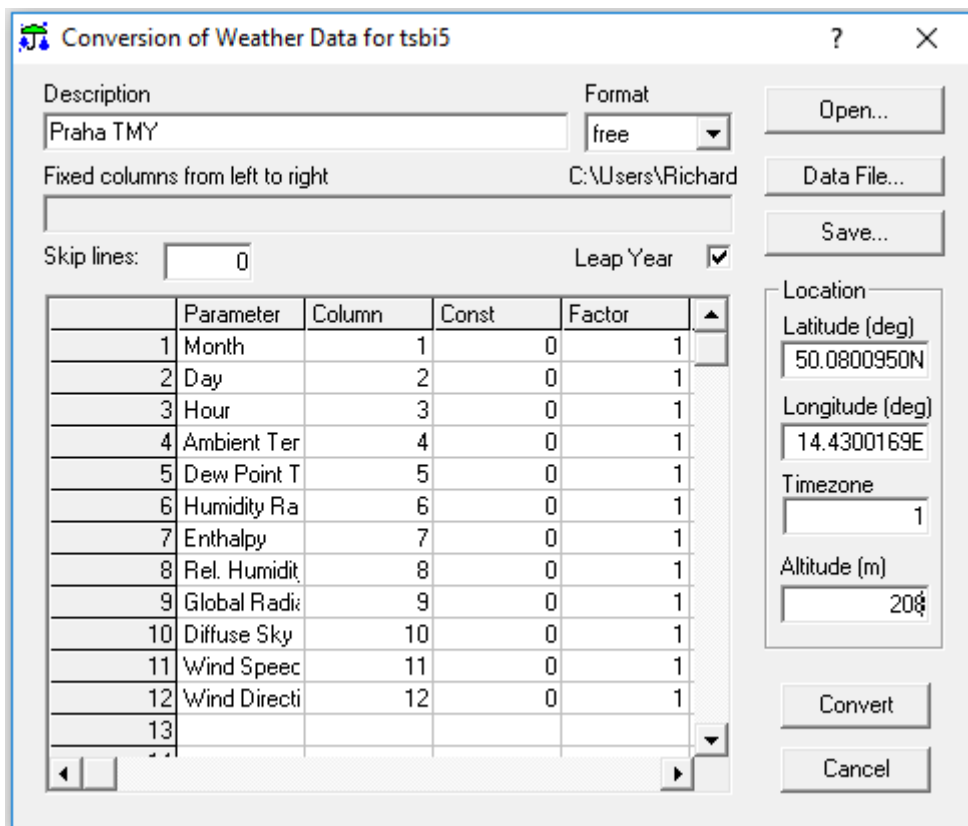 Conversion of Weather Data for tsbi5 ?
Description Format
Praha TMY free
Open...
Fixed columns from left to right C:\Users\Richard
Data File...
Save...
Skip lines: 0 Leap Year
Location
Parameter Column Const Factor
Latitude (deg)
1 Month 1 0 1
50.0800950N
2 Day 2 0 1
3 Hour 3 0 1
Longitude (deg)
4 Ambient Ter 4 0 1
14.4300169E
5 Dew Point T 5 0 1
Timezone
6 Humidity Ra 6 0 1
1
7 Enthalpy 7 0 1
8 Rel. Humidit 8 0 1
Altitude (m)
9 Global Radia 9 0 1
208
10 Diffuse Sky 10 0 1
11 Wind Speec 11 0 1
12 Wind Directi 12 0 1
Convert
13
Cancel